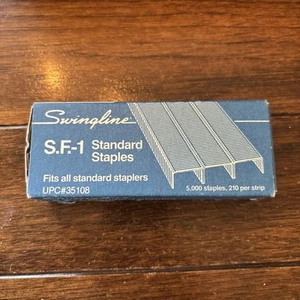 Swingline
S.F.-1 Standard
Staples
Fits all standard staplers
UPC#35108
5,000 staples, 210 per strip